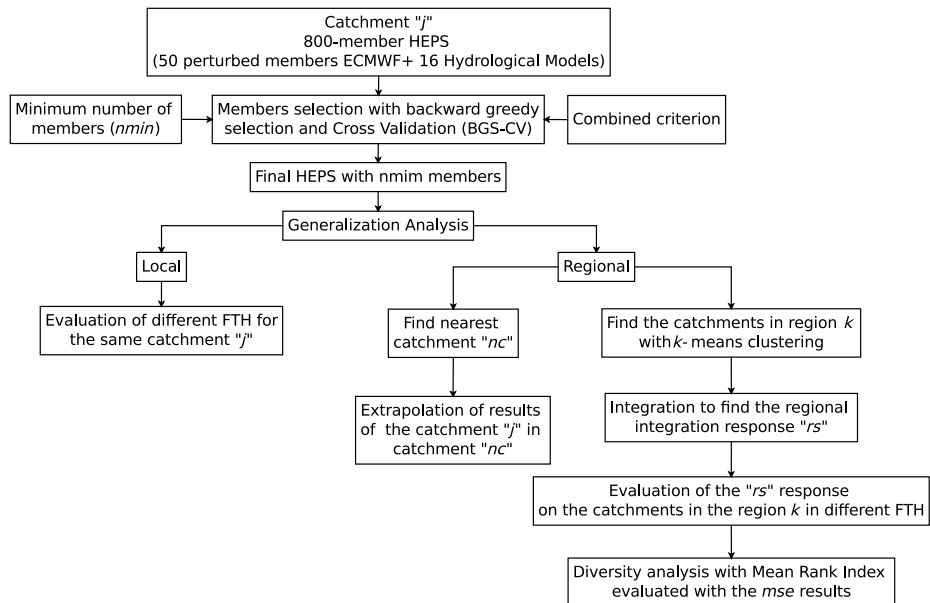 Catchment "j"
800-member HEPS
(50 perturbed members ECMWF+ 16 Hydrological Models)
Minimum number of
members (nmin)
Members selection with backward greedy
selection and Cross Validation (BGS-CV)
Combined criterion
Final HEPS with nmim members
Generalization Analysis
Local
Regional
Evaluation of different FTH for
the same catchment "j"
Find nearest
catchment "nc"
Find the catchments in region k
with k- means clustering
Extrapolation of results
of the catchment "j" in
catchment "nc"
Integration to find the regional
integration response "rs"
Evaluation of the "rs" response
on the catchments in the region k in different FTH
Diversity analysis with Mean Rank Index
evaluated with the mse results